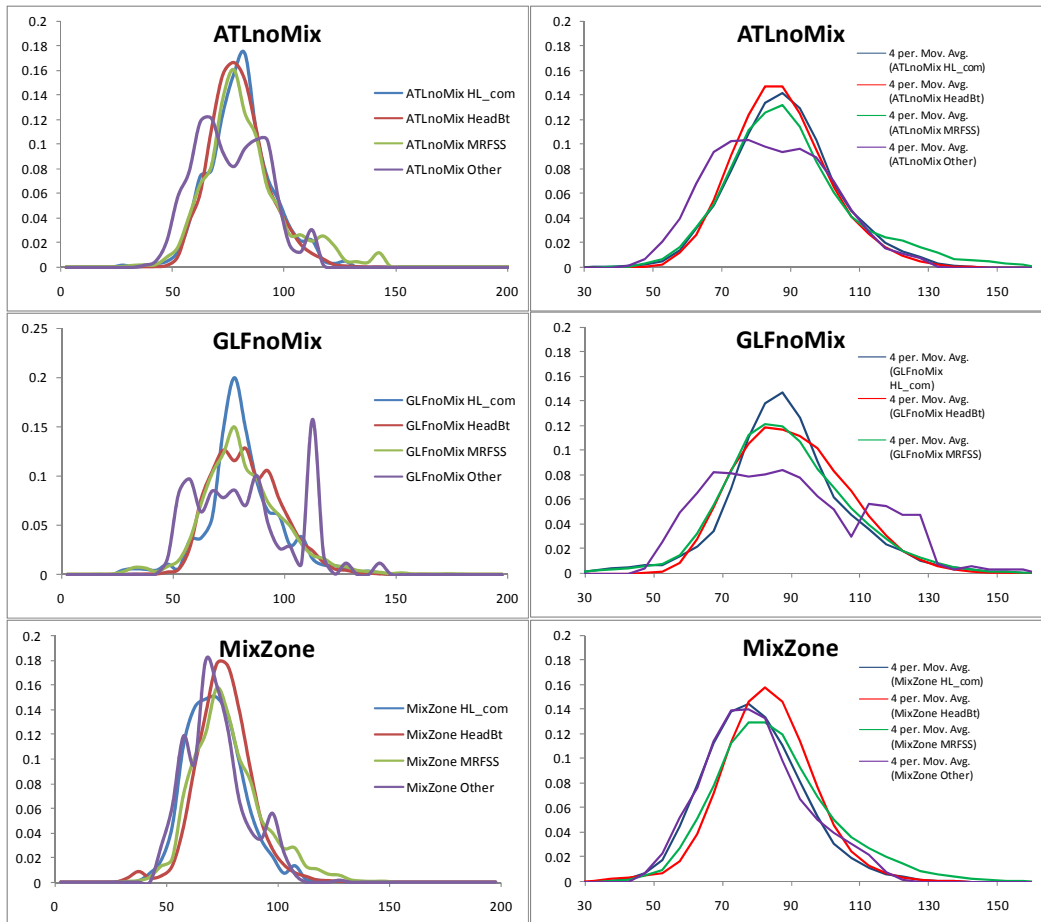 ATLnoMix
0.2
0.18
0.16
0.14
0.12
0.1
0.08
0.06
0.04
0.02
0
0 50 100 150 200
ATLnoMix HL_com
ATLnoMix HeadBt
ATLnoMix MRFSS
ATLnoMix Other
ATLnoMix
0.2
0.18
0.16
0.14
0.12
0.1
0.08
0.06
0.04
0.02
0
30 50 70 90 110 130 150
4 per. Mov. Avg.
(ATLnoMix HL_com)
4 per. Mov. Avg.
(ATLnoMix HeadBt)
4 per. Mov. Avg.
(ATLnoMix MRFSS)
4 per. Mov. Avg.
(ATLnoMix Other)
GLFnoMix
0.25
0.2
0.15
0.1
0.05
0
0 50 100 150 200
GLFnoMix HL_com
GLFnoMix HeadBt
GLFnoMix MRFSS
GLFnoMix Other
GLFnoMix
0.2
0.18
0.16
0.14
0.12
0.1
0.08
0.06
0.04
0.02
0
30 50 70 90 110 130 150
4 per. Mov. Avg.
(GLFnoMix
HL_com)
4 per. Mov. Avg.
(GLFnoMix HeadBt)
4 per. Mov. Avg.
(GLFnoMix MRFSS)
MixZone
0.2
0.18
0.16
0.14
0.12
0.1
0.08
0.06
0.04
0.02
0
0 50 100 150 200
MixZone HL_com
MixZone HeadBt
MixZone MRFSS
MixZone Other
MixZone
0.2
0.18
0.16
0.14
0.12
0.1
0.08
0.06
0.04
0.02
0
30 50 70 90 110 130 150
4 per. Mov. Avg.
(MixZone HL_com)
4 per. Mov. Avg.
(MixZone HeadBt)
4 per. Mov. Avg.
(MixZone MRFSS)
4 per. Mov. Avg.
(MixZone Other)